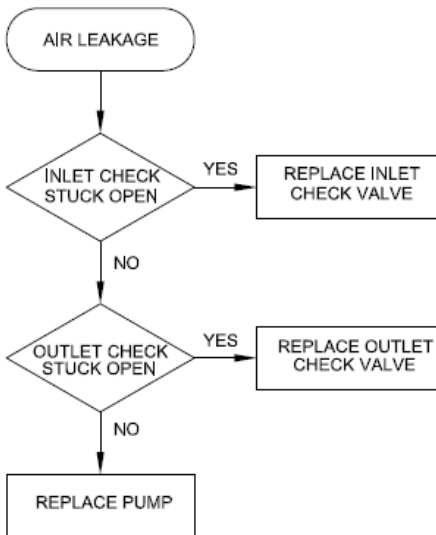 AIR LEAKAGE
INLET CHECK
STUCK OPEN
YES
REPLACE INLET
CHECK VALVE
NO
OUTLET CHECK
STUCK OPEN
YES
REPLACE OUTLET
CHECK VALVE
NO
REPLACE PUMP